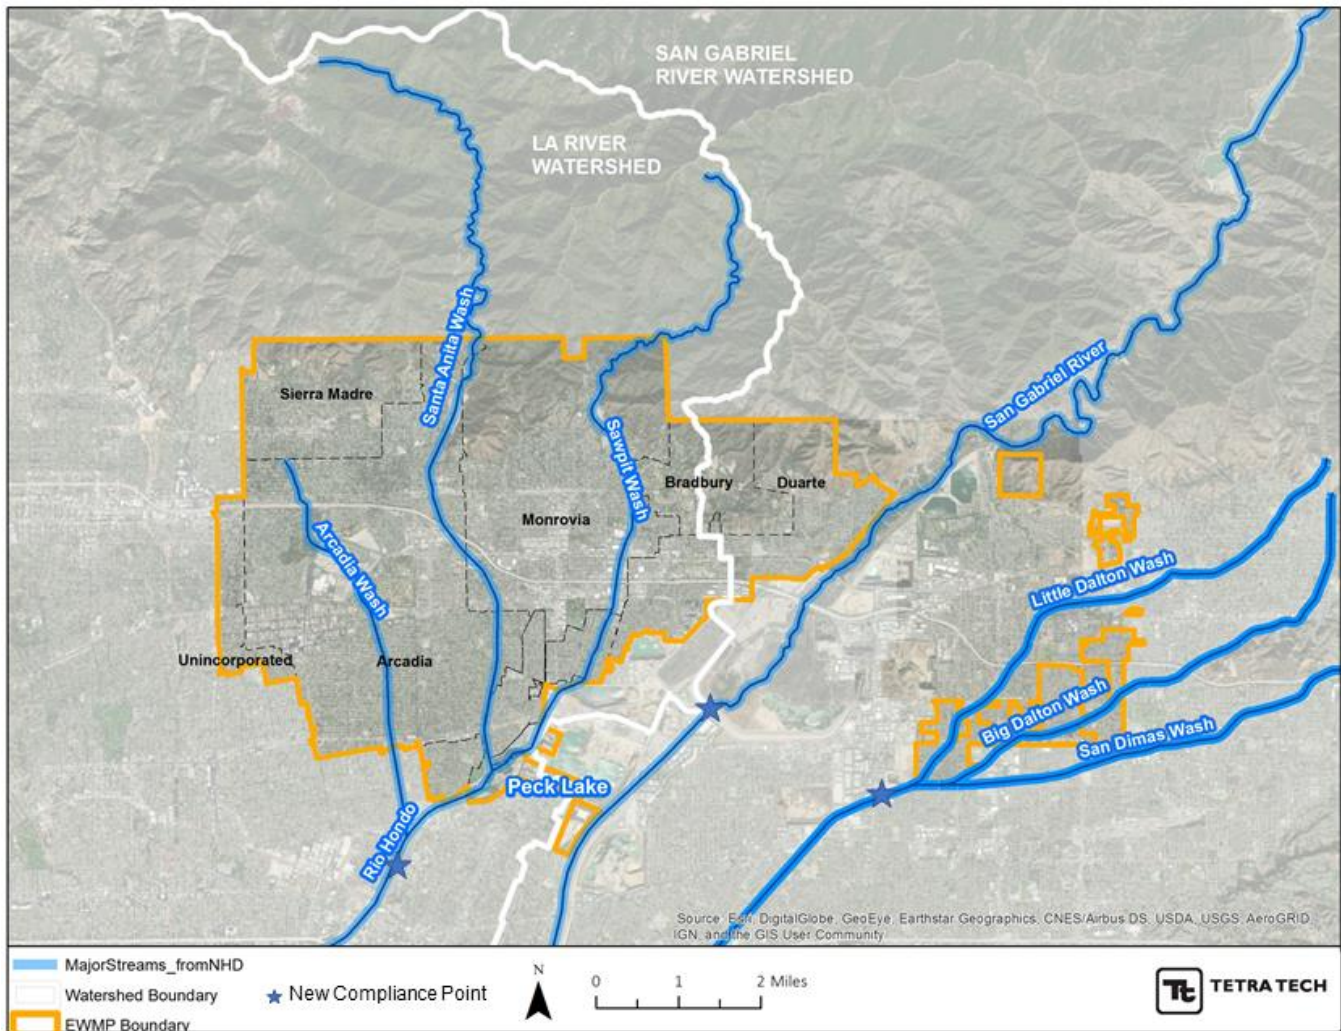 SAN GABRIEL
RIVER WATERSHED
LA RIVER
WATERSHED
Santa Anita Wash
San Gabriel River
Sierra Madre
Sawpit Wash
Bradbury
Duarte
Monrovia
Arcadia Wash
Little Dalton Wash
Unincorporated
Arcadia
Big Dalton Wash
San Dimas Wash
Peck Lake
Rio Hondo
Source: Esri, DigitalGlobe, GeoEye, Earthstar Geographics, CNES/Airbus DS, USDA, USGS, AeroGRID,
IGN, and the GIS User Community
MajorStreams_fromNHD
Watershed Boundary
EWMP Boundary
New Compliance Point
N
0 1 2 Miles
Tt TETRA TECH